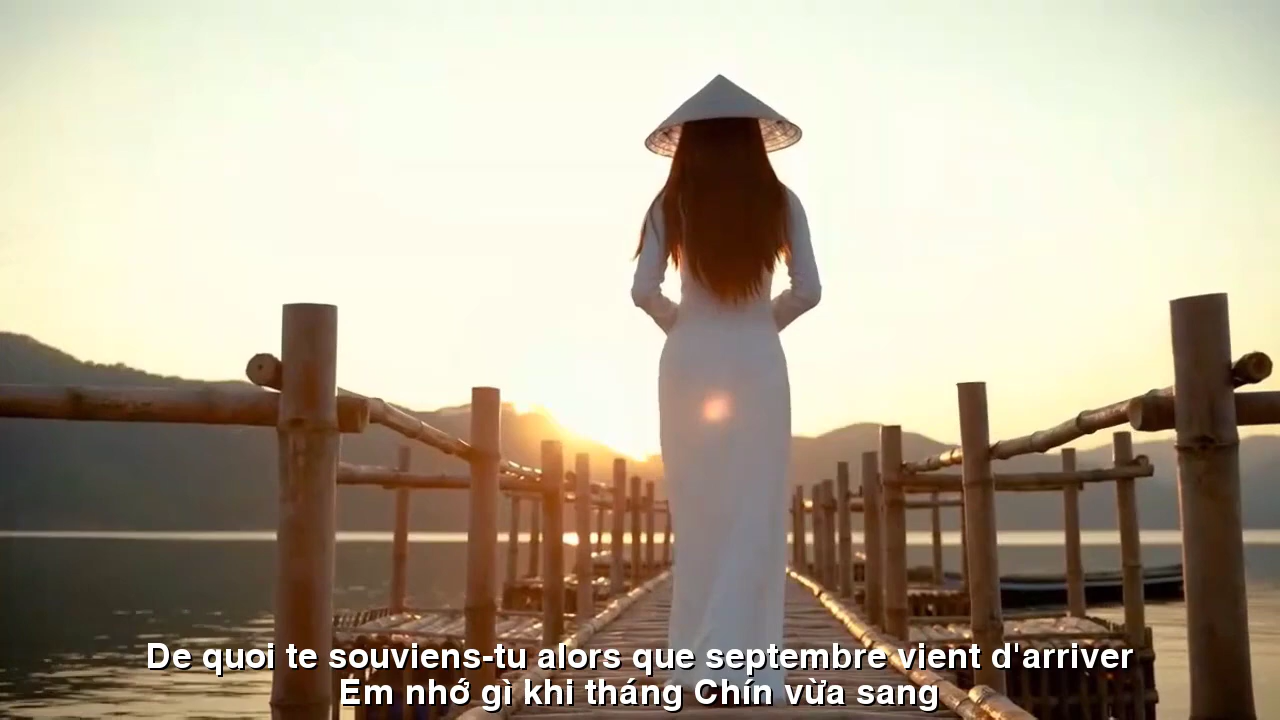 De quoi te souviens-tu alors que septembre vient d'arriver
Em nhớ gì khi tháng Chín vừa sang